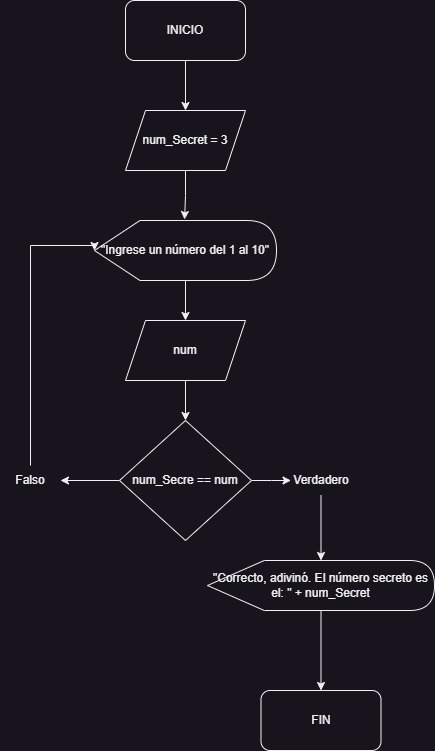 INICIO
num_Secret = 3
"Ingrese un número del 1 al 10"
num
Falso
num_Secre == num
Verdadero
"Correcto, adivinó. El número secreto es
el: " + num_Secret
FIN